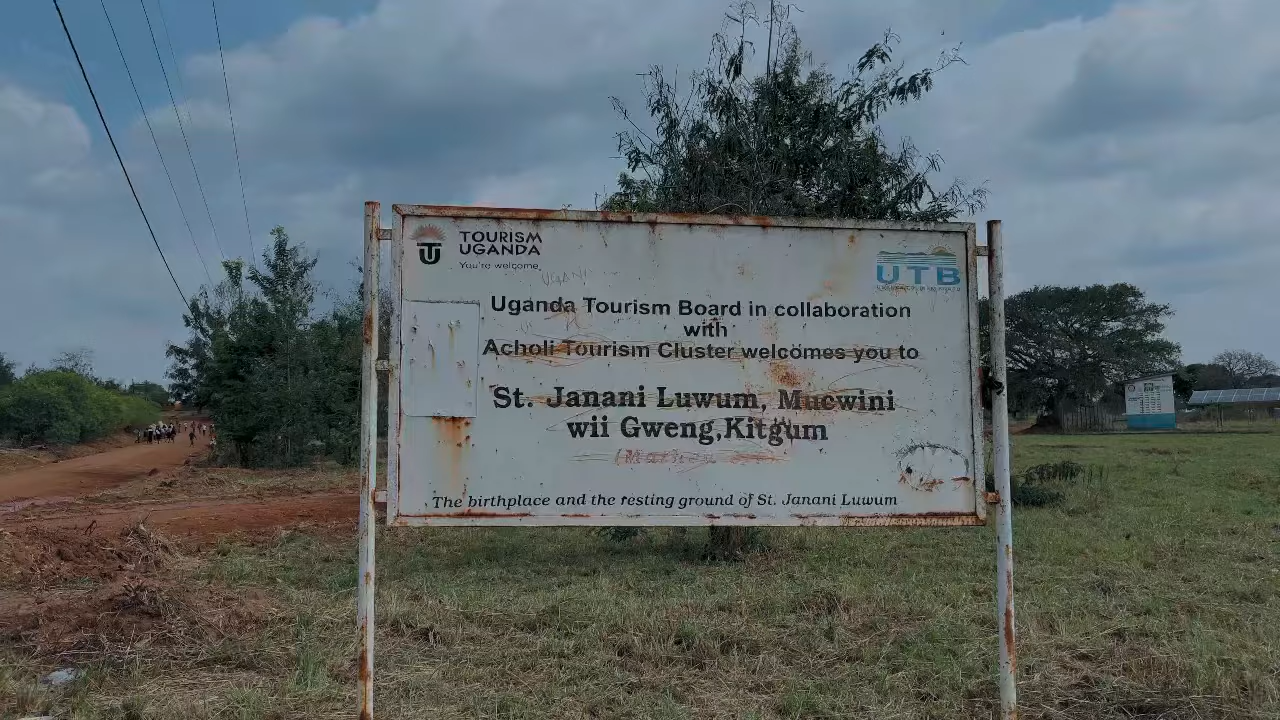 TOURISM
UGANDA
You're welcome
UTB
Uganda Tourism Board in collaboration
with
Acholi Tourism Cluster welcomes you to
St. Janani Luwum, Mucwini
wii Gweng,Kitgum
The birthplace and the resting ground of St. Janani Luwum